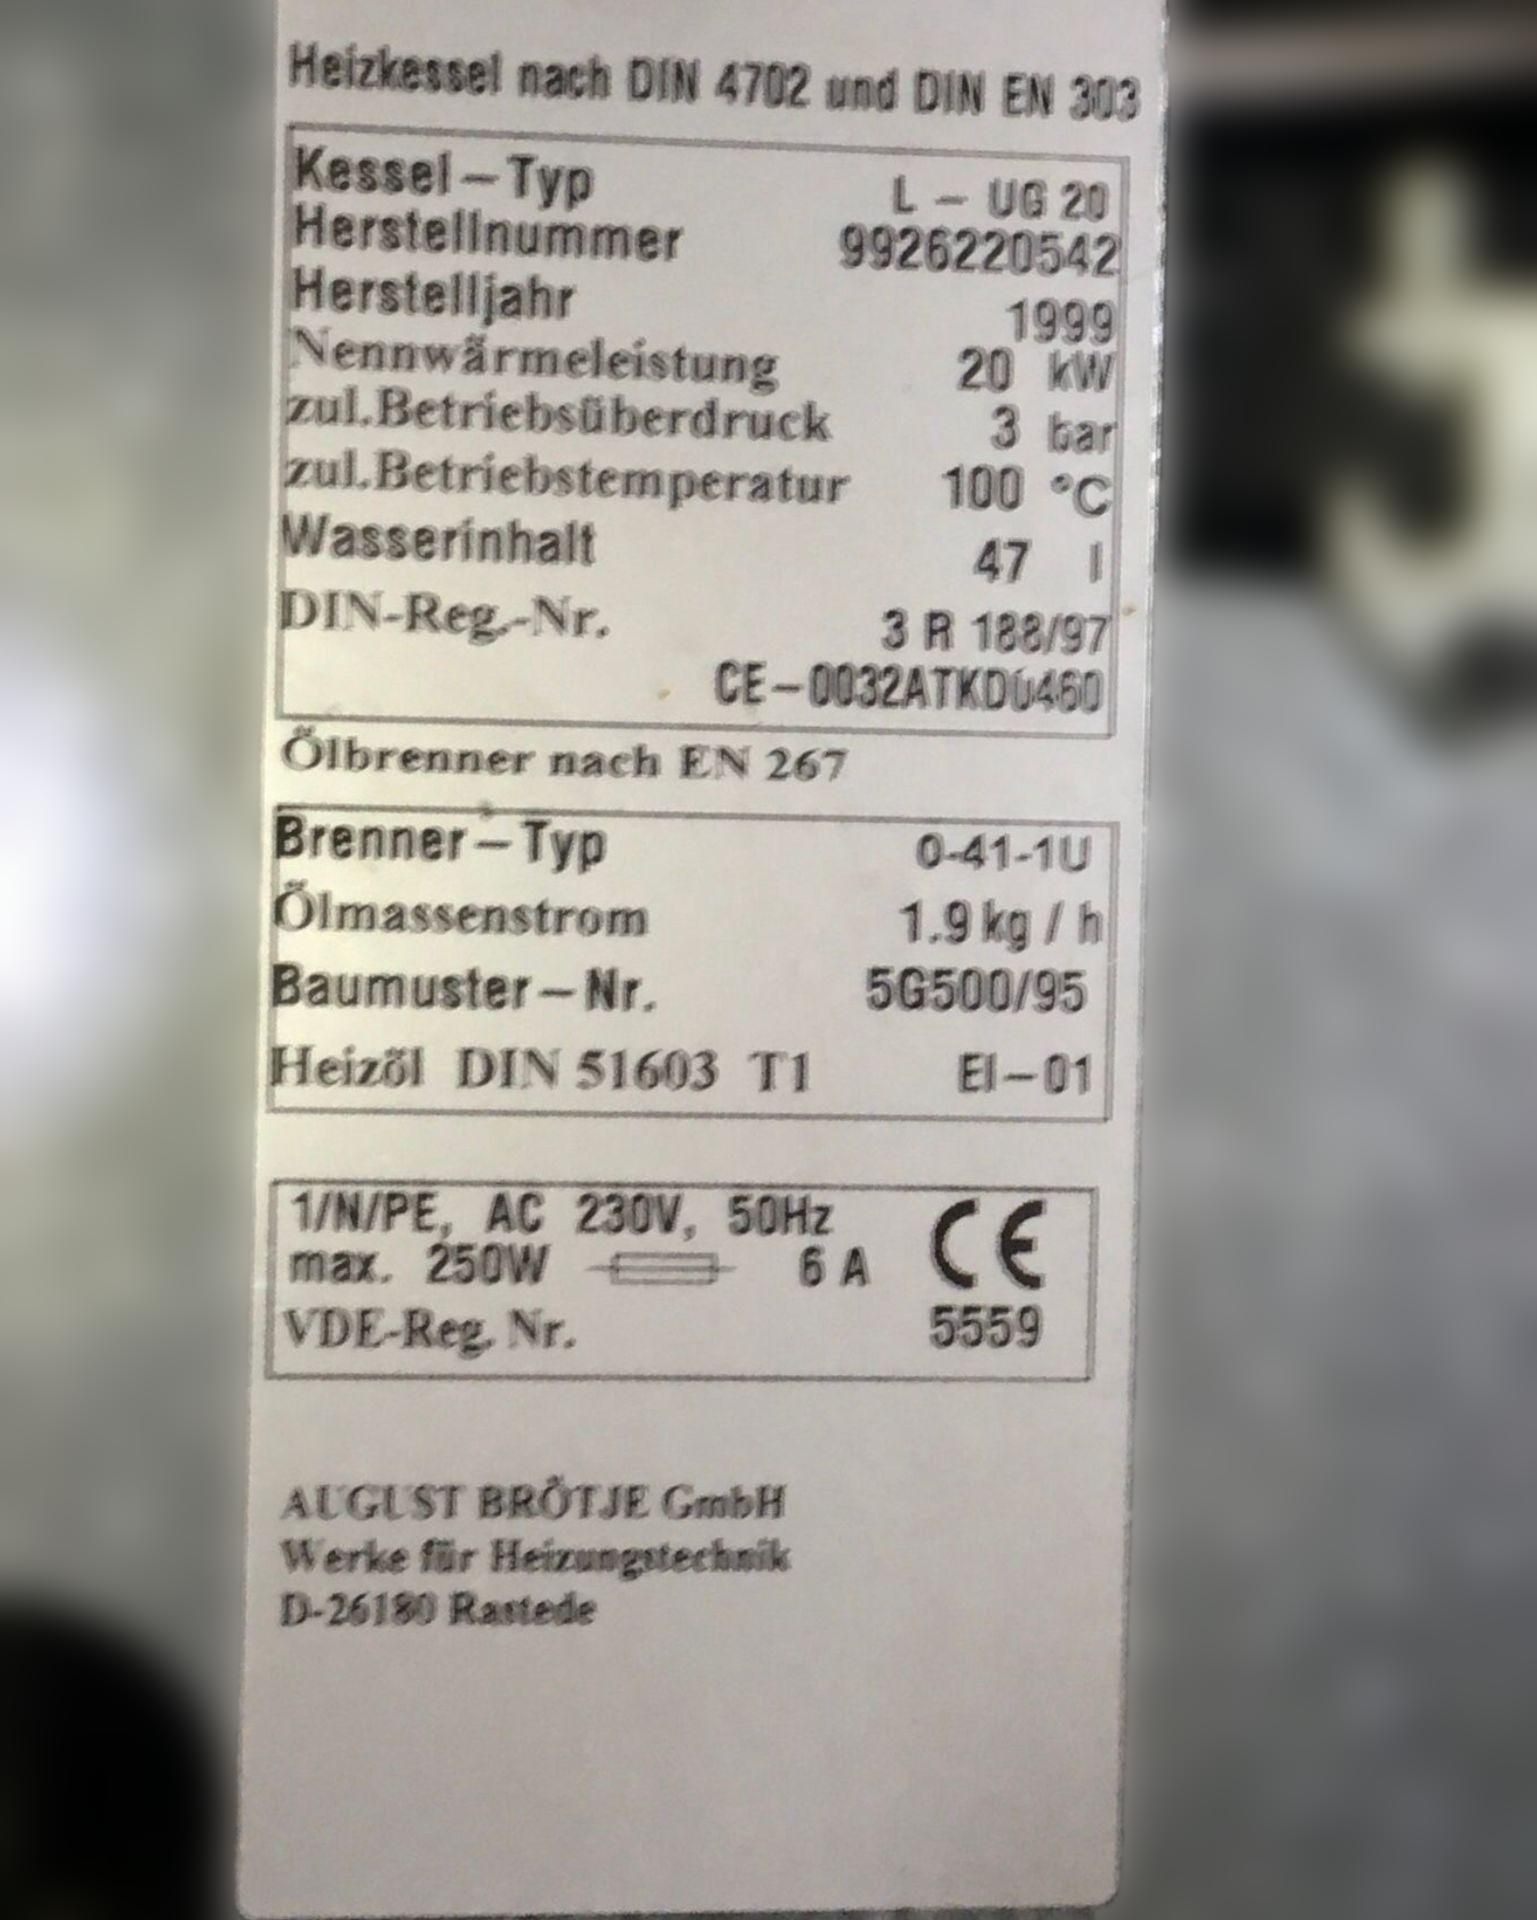 Heizkessel nach DIN 4702 und DIN EN 303
Kessel – Typ L – UG 20
Herstellnummer 9926220542
Herstelljahr 1999
Nennwärmeleistung 20 kW
zul.Betriebsüberdruck 3 bar
zul.Betriebstemperatur 100 °C
Wasserinhalt 47 l
DIN-Reg.-Nr. 3 R 188/97
CE–0032ATKD0460
Ölbrenner nach EN 267
Brenner – Typ 0-41-1U
Ölmassenstrom 1.9 kg / h
Baumuster – Nr. 5G500/95
Heizöl DIN 51603 T1 El–01
1/N/PE, AC 230V, 50Hz CE
max. 250W 6 A
VDE-Reg. Nr. 5559
AUGUST BRÖTJE GmbH
Werke für Heizungstechnik
D-26180 Rastede